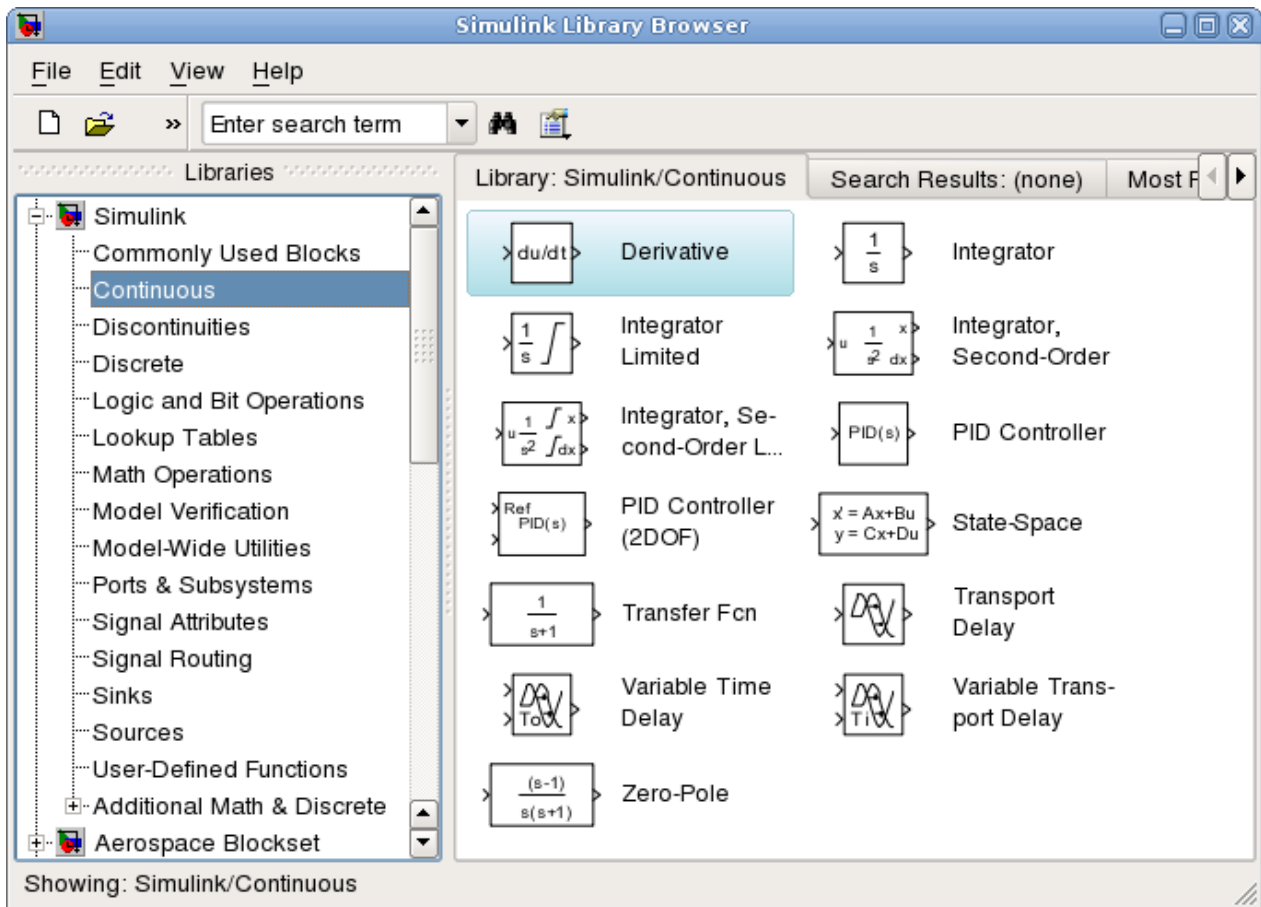 Simulink Library Browser
File Edit View Help
» Enter search term
Libraries
Simulink
Commonly Used Blocks
Continuous
Discontinuities
Discrete
Logic and Bit Operations
Lookup Tables
Math Operations
Model Verification
Model-Wide Utilities
Ports & Subsystems
Signal Attributes
Signal Routing
Sinks
Sources
User-Defined Functions
Additional Math & Discrete
Aerospace Blockset
Library: Simulink/Continuous Search Results: (none) Most
du/dt Derivative
1
s
Integrator
1
s
Integrator
Limited
u 1 x
s² dx
Integrator,
Second-Order
u 1 ∫ x
s² ∫dx
Integrator, Se-
cond-Order L...
PID(s) PID Controller
Ref
PID(s)
PID Controller
(2DOF)
x' = Ax+Bu
y = Cx+Du
State-Space
1
s+1
Transfer Fcn
Transport
Delay
To
Variable Time
Delay
Ti
Variable Trans-
port Delay
(s-1)
s(s+1)
Zero-Pole
Showing: Simulink/Continuous